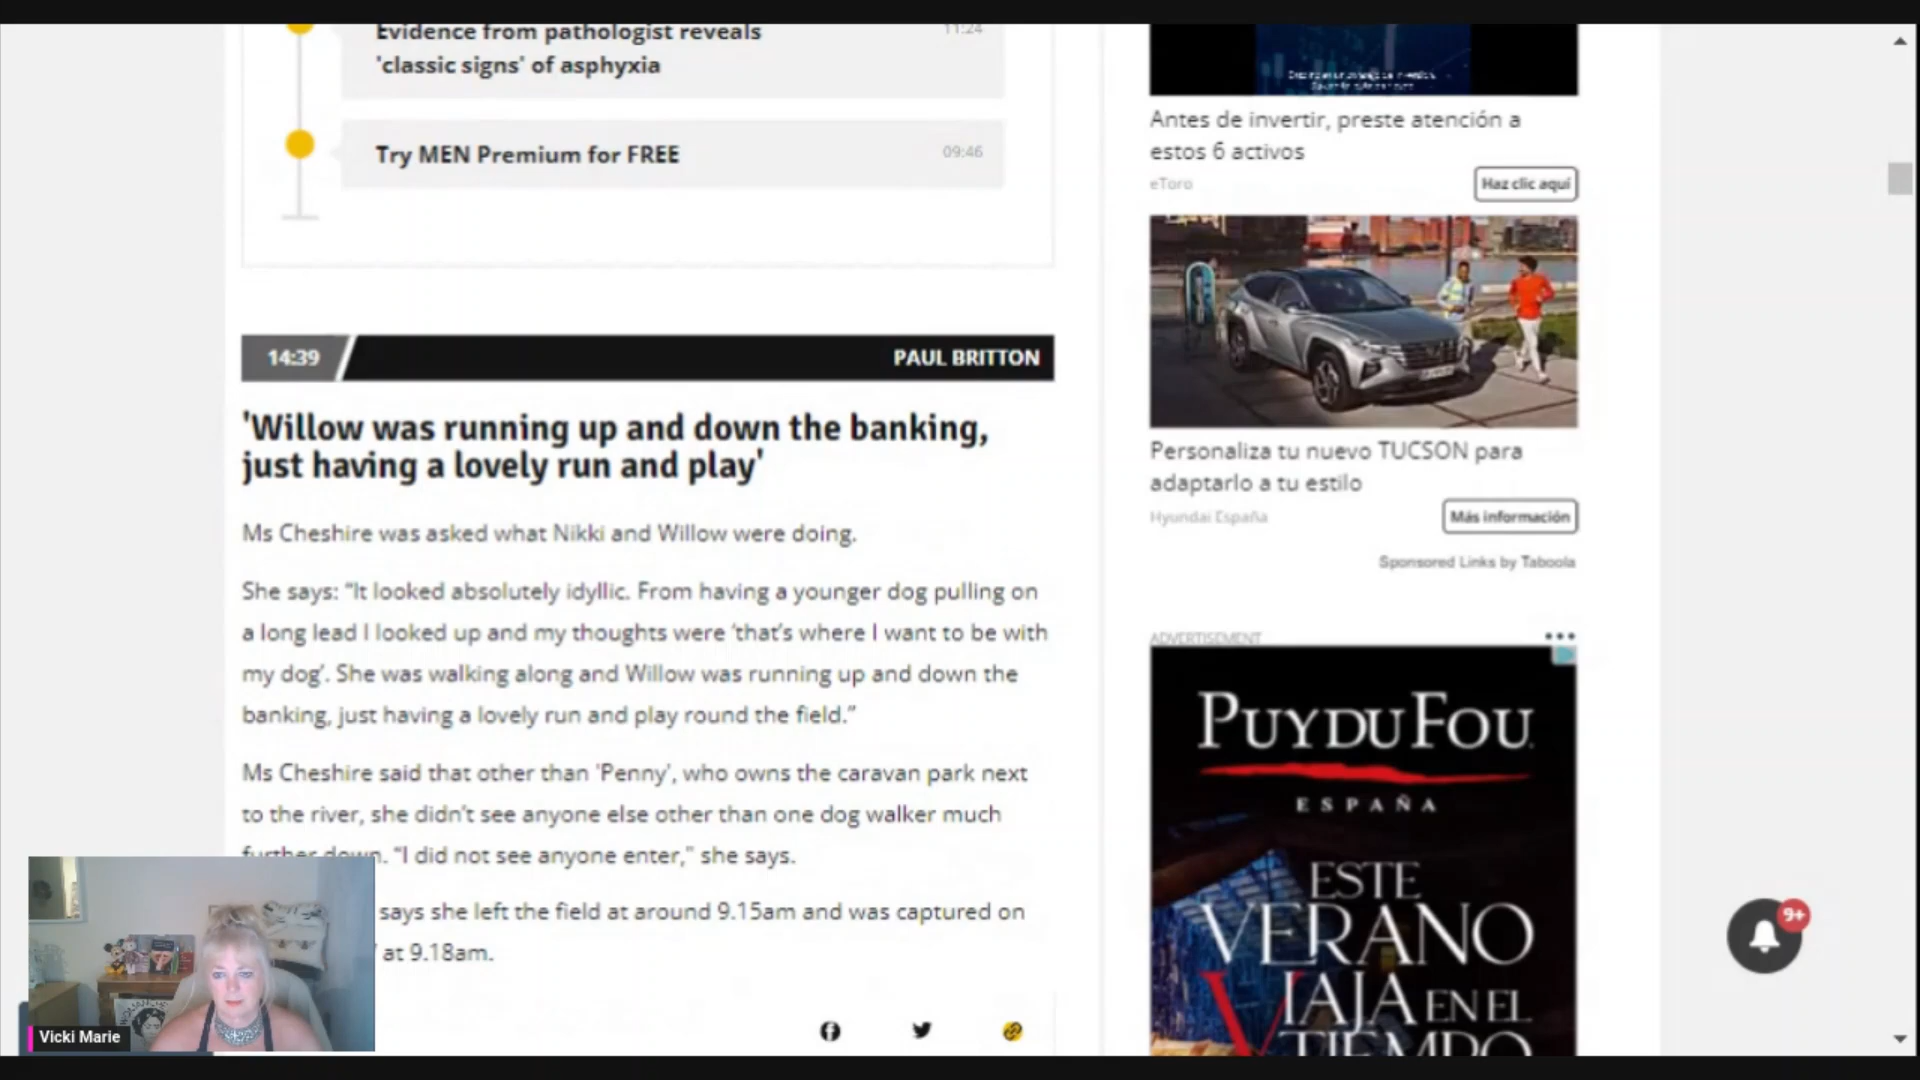 Evidence from pathologist reveals
'classic signs' of asphyxia
11:24
Try MEN Premium for FREE
09:46
14:39
PAUL BRITTON
'Willow was running up and down the banking,
just having a lovely run and play'
Ms Cheshire was asked what Nikki and Willow were doing.
She says: “It looked absolutely idyllic. From having a younger dog pulling on
a long lead I looked up and my thoughts were ‘that’s where I want to be with
my dog’. She was walking along and Willow was running up and down the
banking, just having a lovely run and play round the field.”
Ms Cheshire said that other than 'Penny', who owns the caravan park next
to the river, she didn’t see anyone else other than one dog walker much
further down. “I did not see anyone enter,” she says.
says she left the field at around 9.15am and was captured on
at 9.18am.
Vicki Marie
Antes de invertir, preste atención a
estos 6 activos
eToro
Haz clic aquí
Personaliza tu nuevo TUCSON para
adaptarlo a tu estilo
Hyundai España
Más información
Sponsored Links by Taboola
ADVERTISEMENT
PUY DU FOU
ESPAÑA
ESTE
VERANO
VIAJA EN EL
TIEMPO
9+